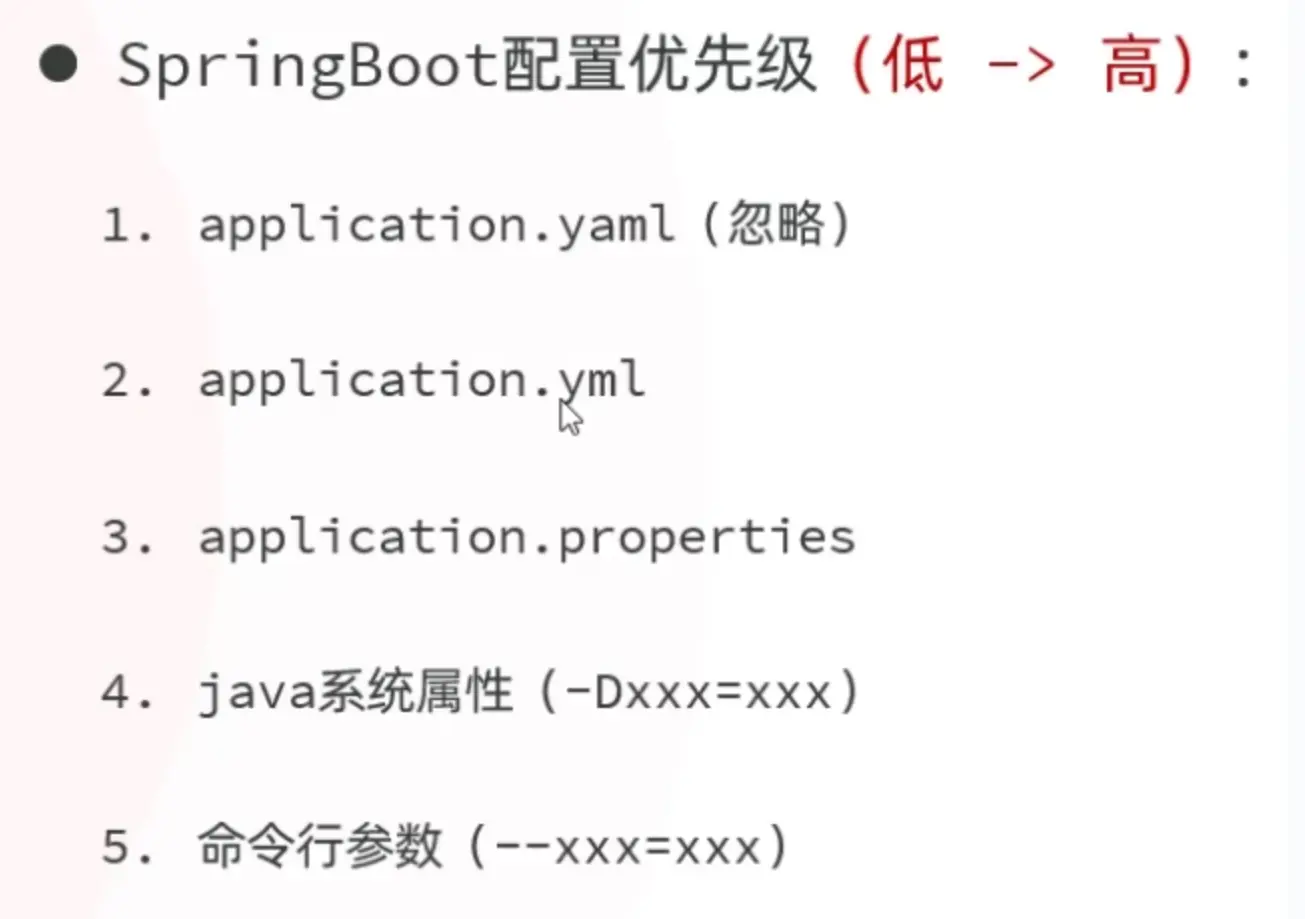 ● SpringBoot配置优先级（低 -> 高）:
1. application.yaml（忽略）
2. application.yml
3. application.properties
4. java系统属性（-Dxxx=xxx）
5. 命令行参数（--xxx=xxx）